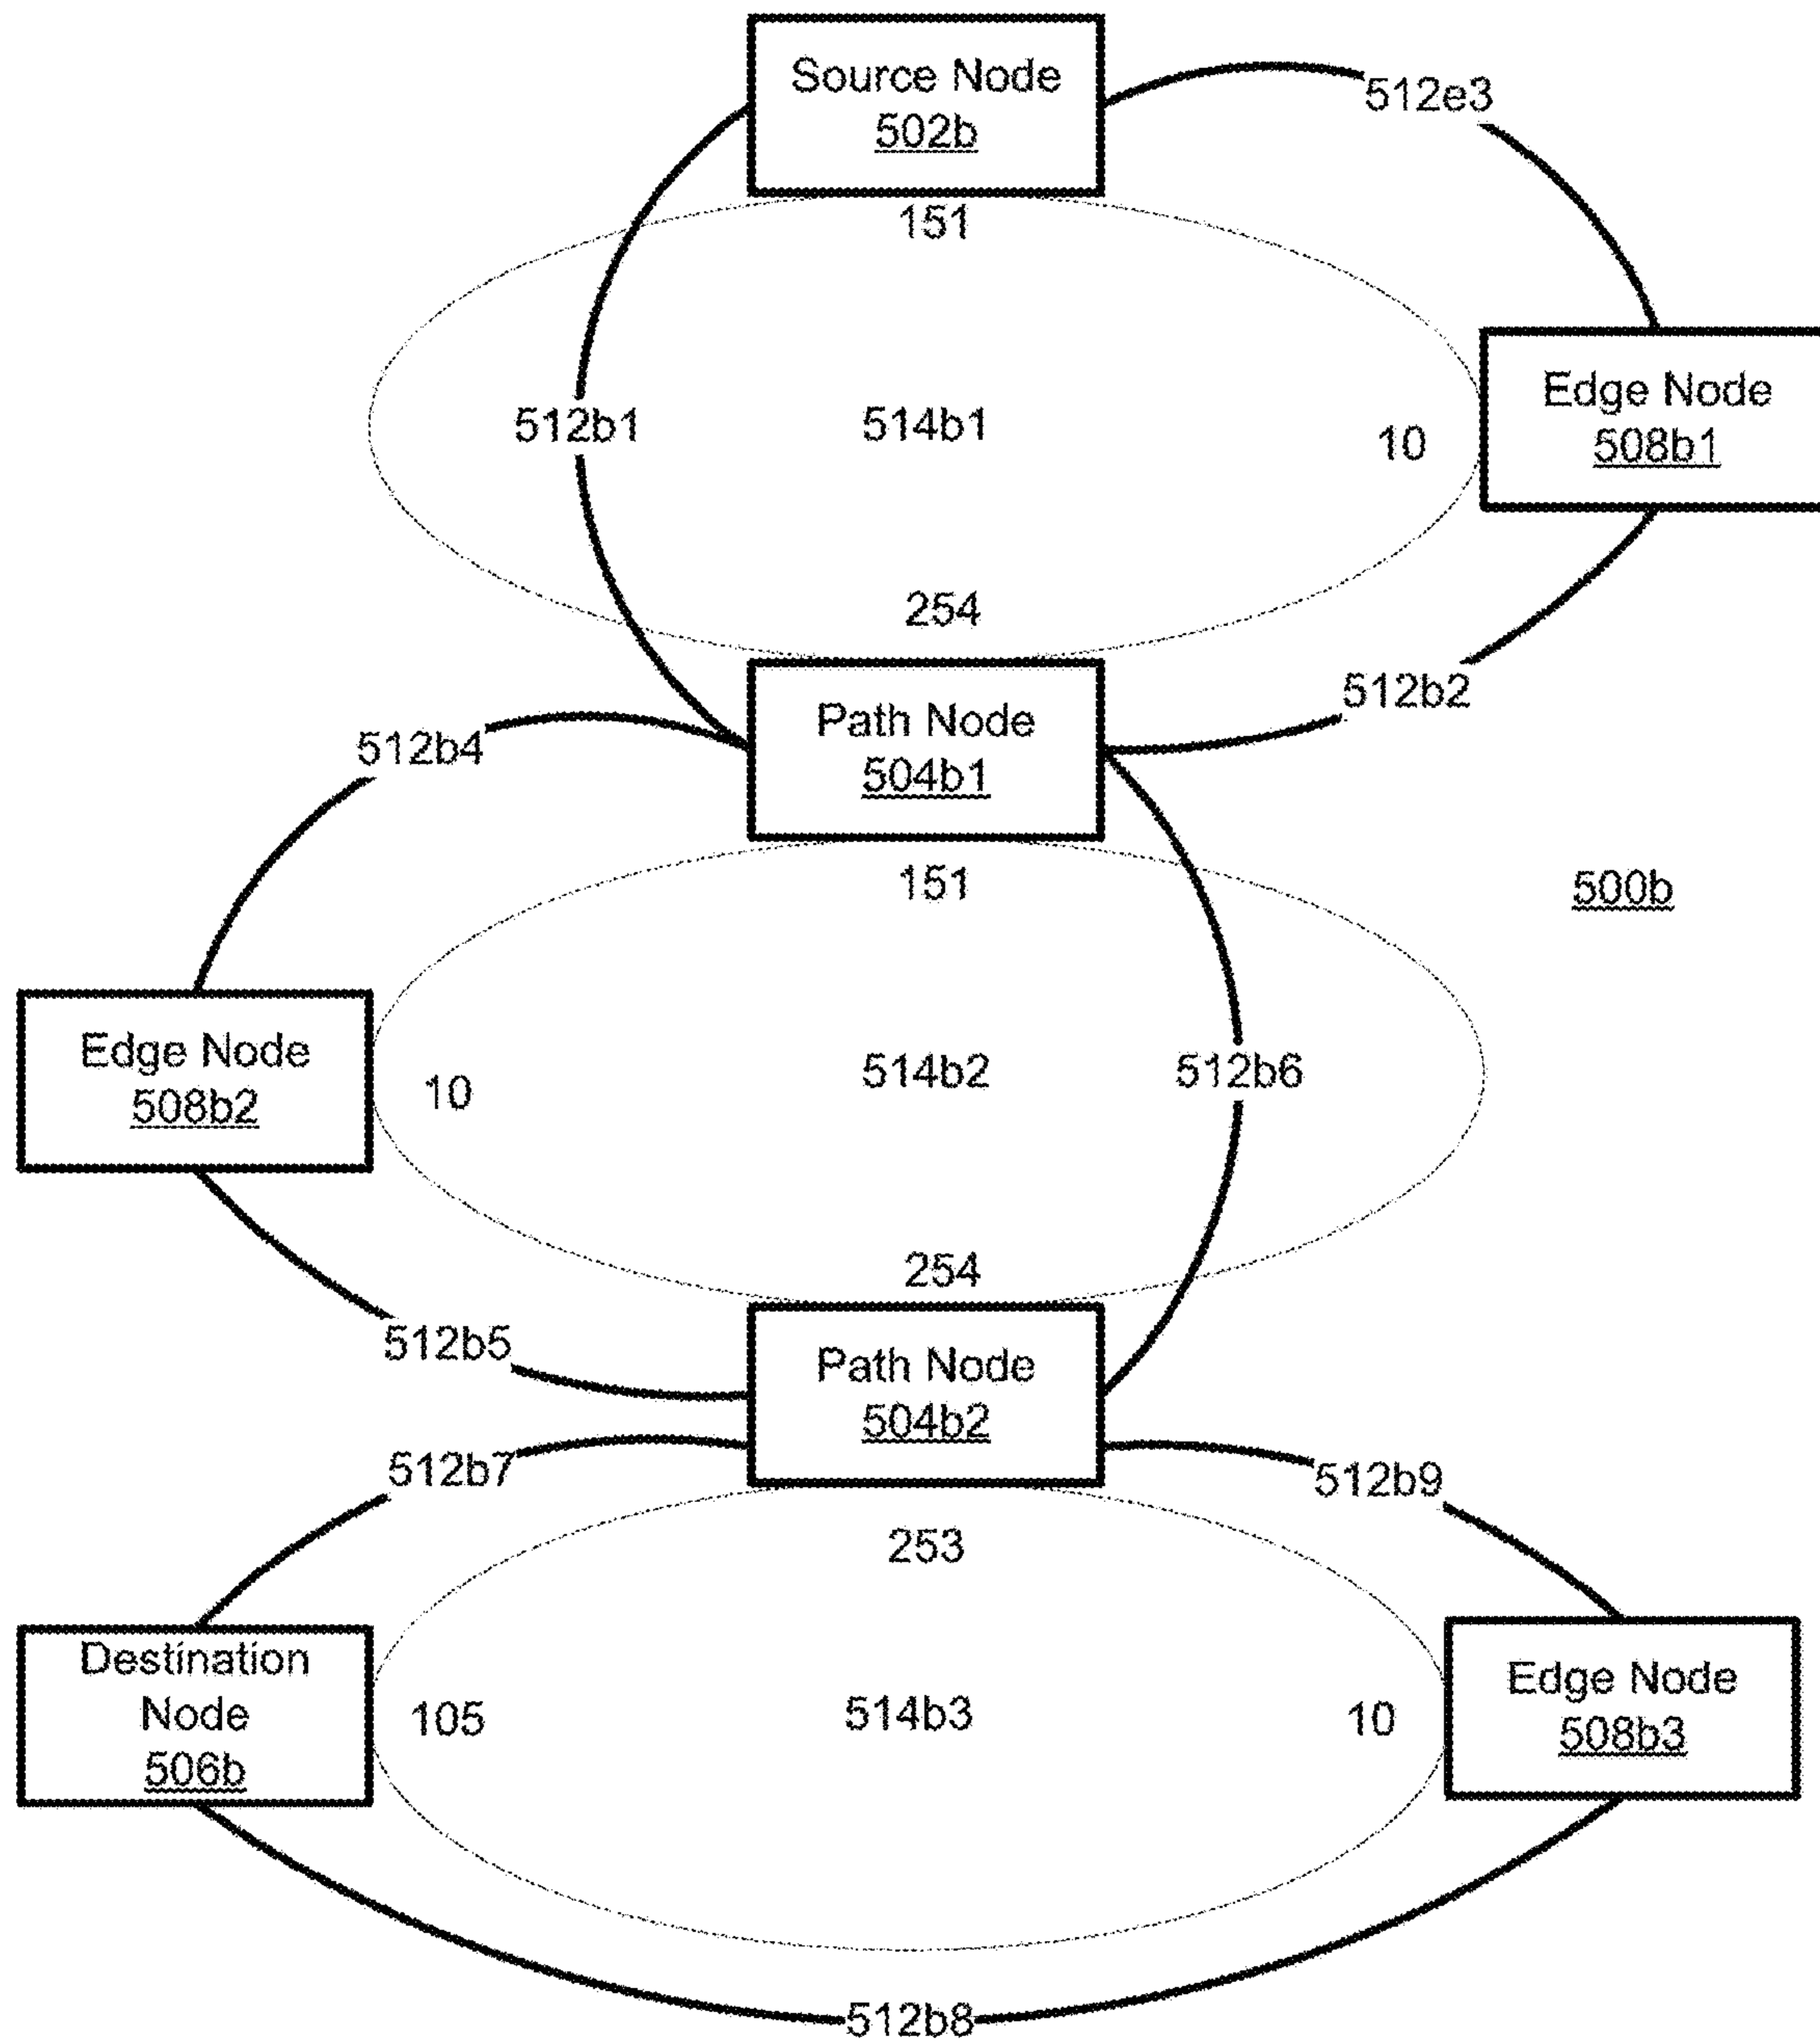 Source Node
502b
512e3
151
Edge Node
508b1
512b1
514b1
10
254
512b2
Path Node
504b1
512b4
151
500b
Edge Node
508b2
10
514b2
512b6
254
512b5
Path Node
504b2
512b7
512b9
253
Destination
Node
506b
105
514b3
10
Edge Node
508b3
512b8